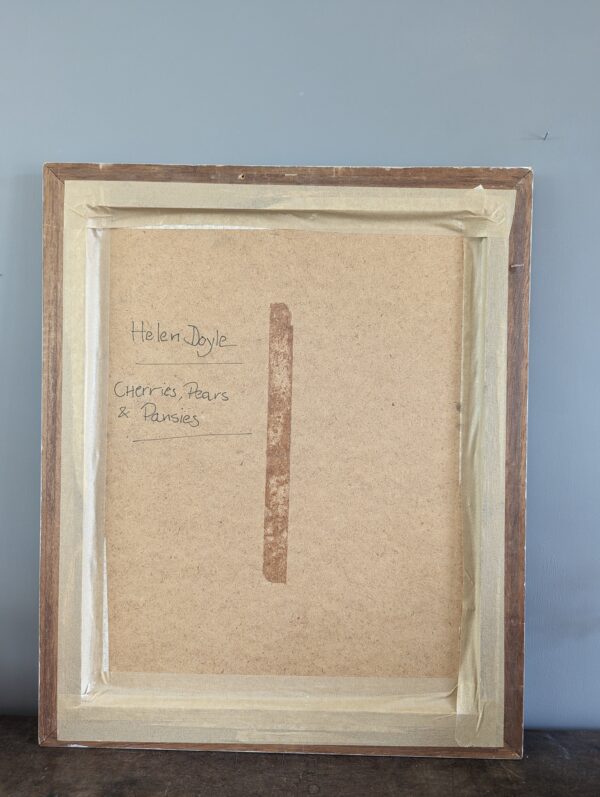 Helen Doyle
Cherries, Pears
& Pansies